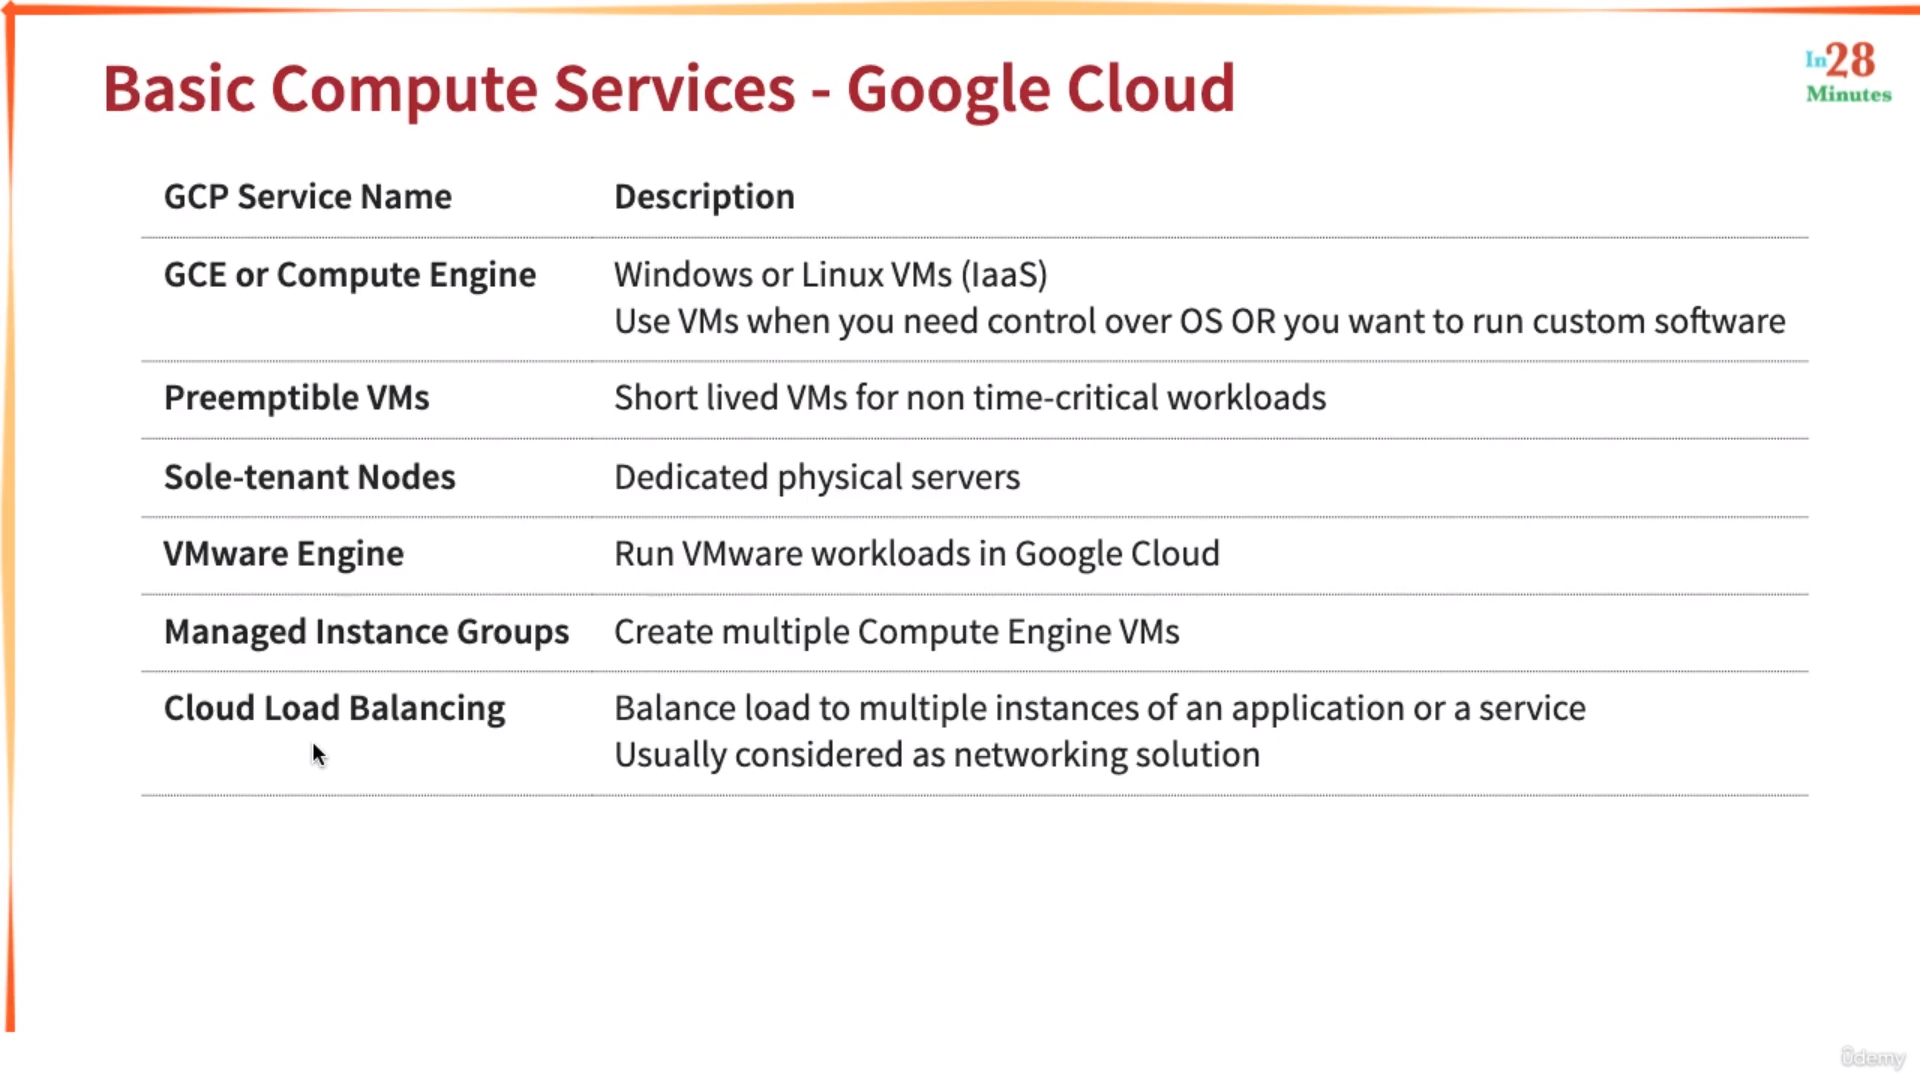 Basic Compute Services - Google Cloud
In28
Minutes
GCP Service Name Description
GCE or Compute Engine Windows or Linux VMs (IaaS)
Use VMs when you need control over OS OR you want to run custom software
Preemptible VMs Short lived VMs for non time-critical workloads
Sole-tenant Nodes Dedicated physical servers
VMware Engine Run VMware workloads in Google Cloud
Managed Instance Groups Create multiple Compute Engine VMs
Cloud Load Balancing Balance load to multiple instances of an application or a service
Usually considered as networking solution
ûdemy